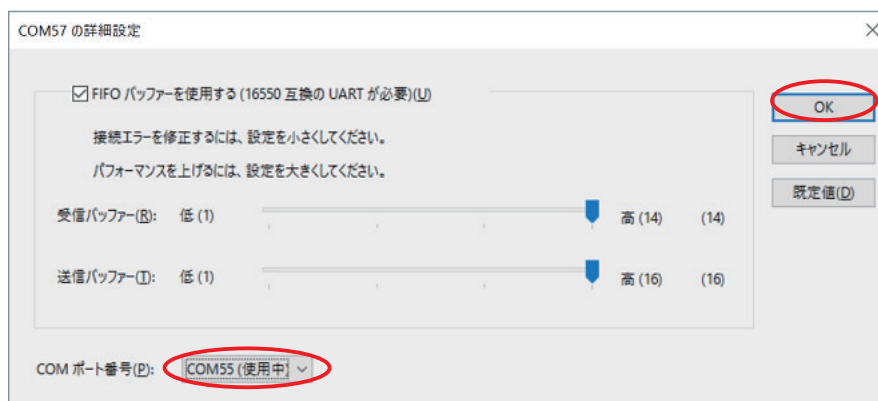 COM57 の詳細設定
FIFO バッファーを使用する (16550 互換の UART が必要)(U)
OK
接続エラーを修正するには、設定を小さくしてください。
キャンセル
パフォーマンスを上げるには、設定を大きくしてください。
既定値(D)
受信バッファー(R): 低 (1) 高 (14) (14)
送信バッファー(T): 低 (1) 高 (16) (16)
COM ポート番号(P): COM55 (使用中)